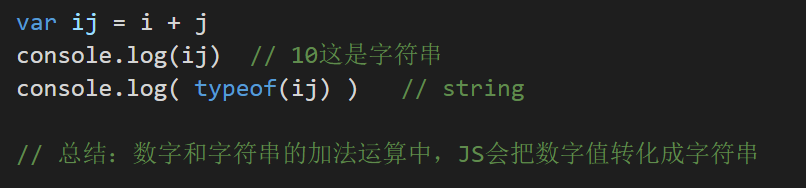 var ij = i + j
console.log(ij)  // 10这是字符串
console.log( typeof(ij) )   // string
// 总结：数字和字符串的加法运算中，JS会把数字值转化成字符串